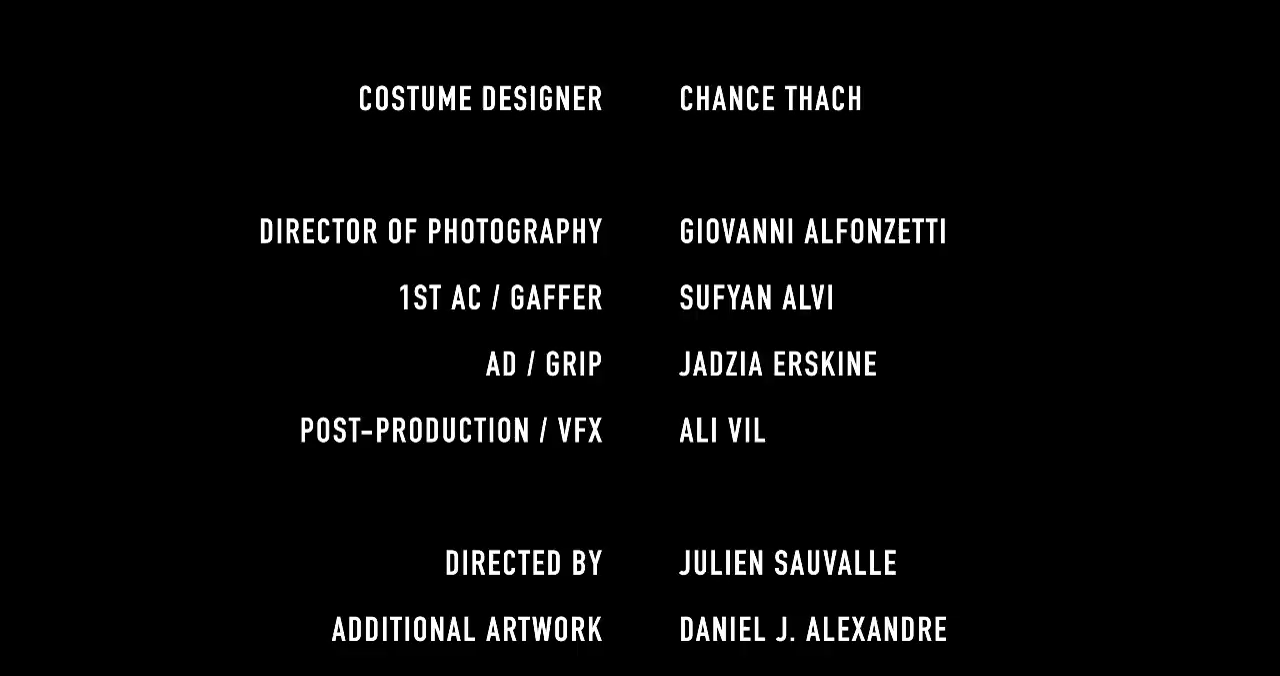 COSTUME DESIGNER CHANCE THACH
DIRECTOR OF PHOTOGRAPHY GIOVANNI ALFONZETTI
1ST AC / GAFFER SUFYAN ALVI
AD / GRIP JADZIA ERSKINE
POST-PRODUCTION / VFX ALI VIL
DIRECTED BY JULIEN SAUVALLE
ADDITIONAL ARTWORK DANIEL J. ALEXANDRE